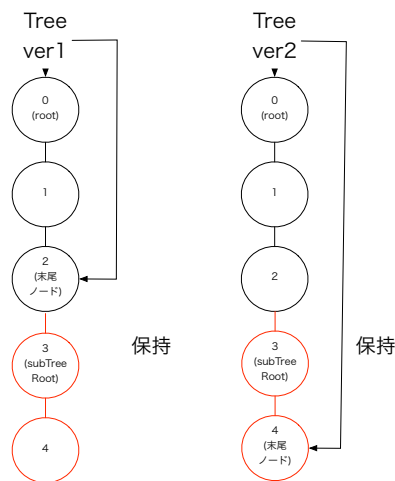 Tree
ver1
0
(root)
1
2
(末尾
ノード)
3
(subTree
Root)
4
保持
Tree
ver2
0
(root)
1
2
3
(subTree
Root)
4
(末尾
ノード)
保持